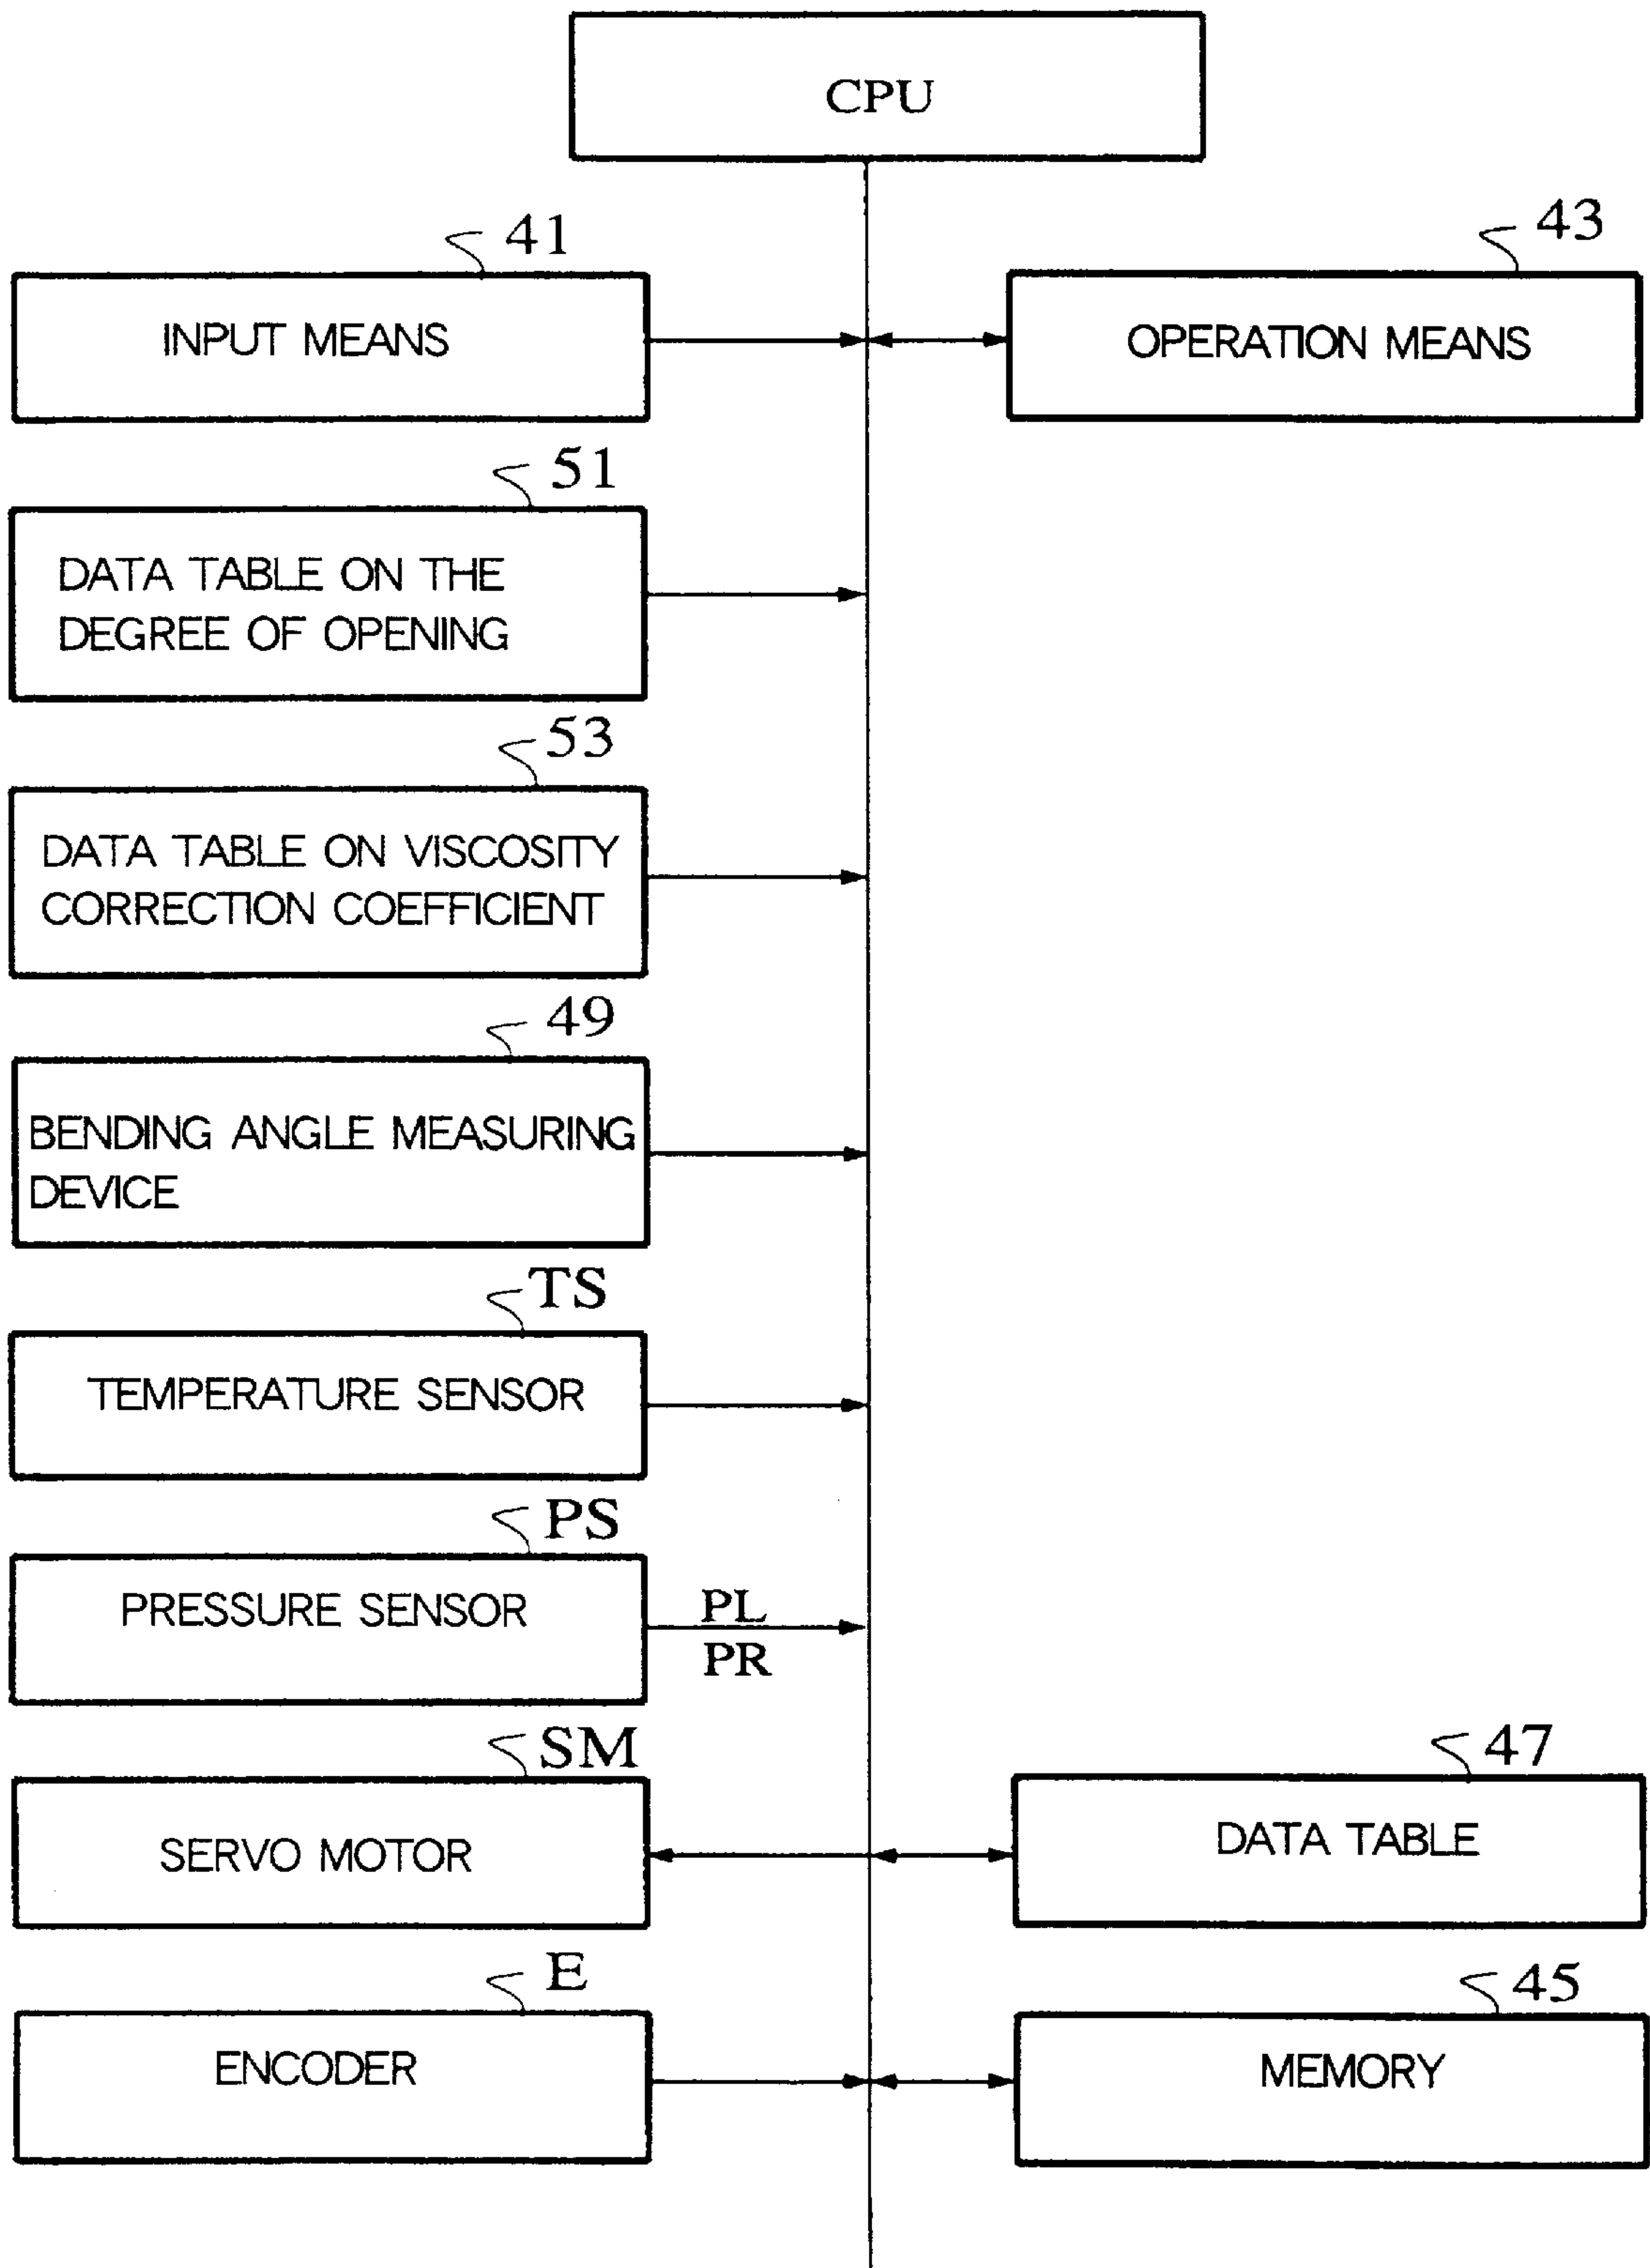 CPU
41
INPUT MEANS
43
OPERATION MEANS
51
DATA TABLE ON THE
DEGREE OF OPENING
53
DATA TABLE ON VISCOSITY
CORRECTION COEFFICIENT
49
BENDING ANGLE MEASURING
DEVICE
TS
TEMPERATURE SENSOR
PS
PRESSURE SENSOR
PL
PR
SM
SERVO MOTOR
47
DATA TABLE
E
ENCODER
45
MEMORY